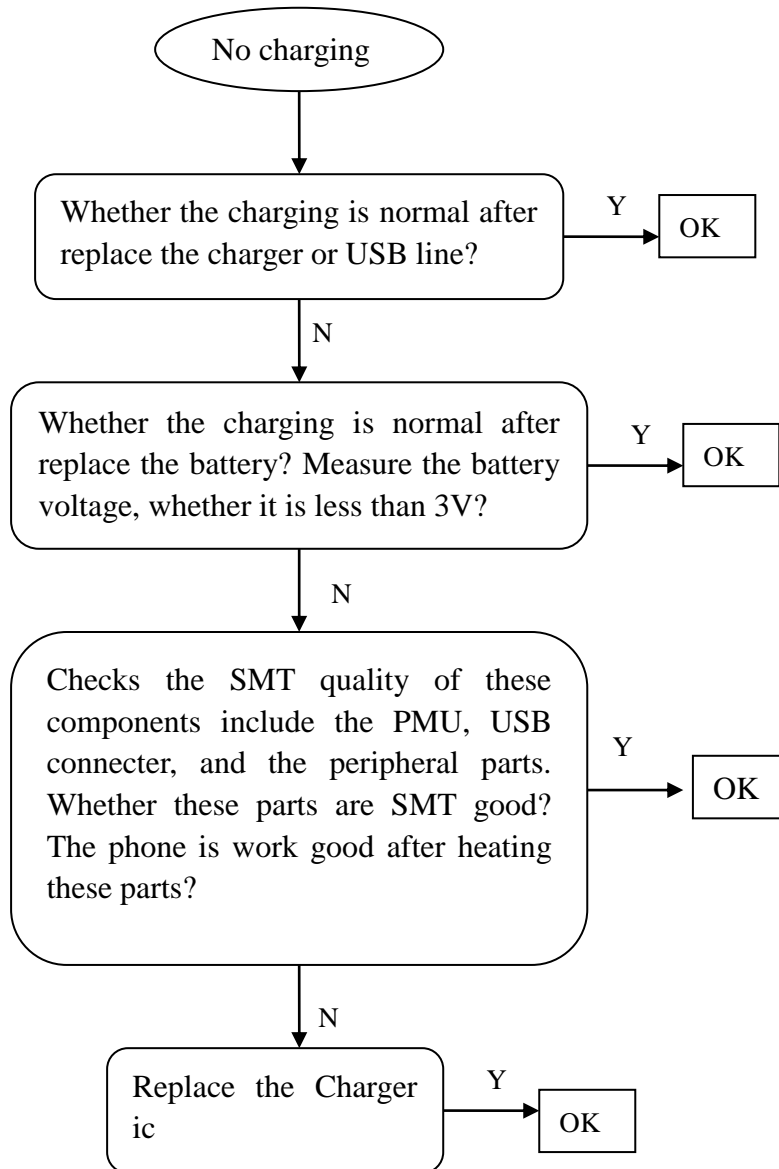 No charging
Whether the charging is normal after
replace the charger or USB line?
Y
OK
N
Whether the charging is normal after
replace the battery? Measure the battery
voltage, whether it is less than 3V?
Y
OK
N
Checks the SMT quality of these
components include the PMU, USB
connecter, and the peripheral parts.
Whether these parts are SMT good?
The phone is work good after heating
these parts?
Y
OK
N
Replace the Charger
ic
Y
OK